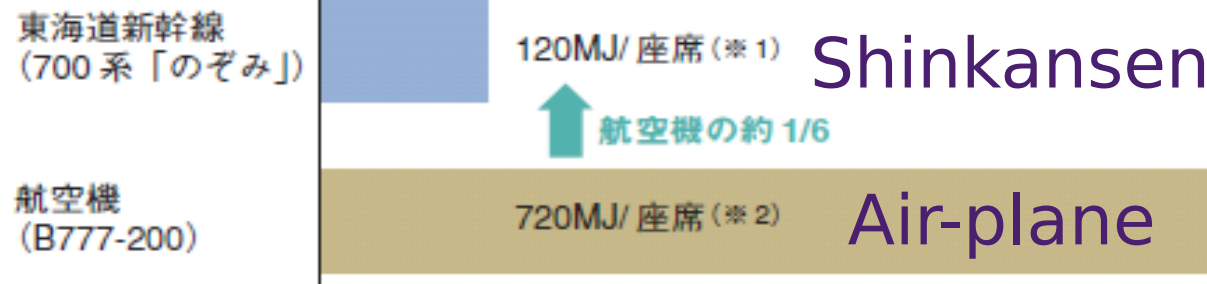 東海道新幹線
(700系「のぞみ」)
120MJ/座席(※1)
Shinkansen
航空機の約1/6
航空機
(B777-200)
720MJ/座席(※2)
Air-plane